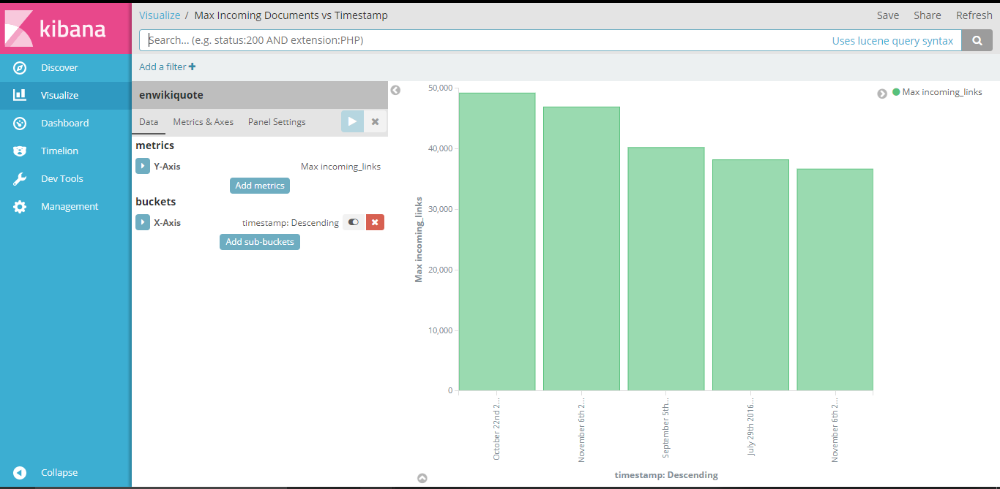 kibana
Discover
Visualize
Dashboard
Timelion
Dev Tools
Management
Collapse
Visualize / Max Incoming Documents vs Timestamp
Save Share Refresh
Search... (e.g. status:200 AND extension:PHP) Uses lucene query syntax
Add a filter +
enwikiquote
Data Metrics & Axes Panel Settings
metrics
Y-Axis Max incoming_links
Add metrics
buckets
X-Axis timestamp: Descending
Add sub-buckets
Max incoming_links
50,000
40,000
30,000
20,000
10,000
0
Max incoming_links
October 22nd 2...
November 6th 2...
September 5th...
July 29th 2016...
November 6th 2...
timestamp: Descending